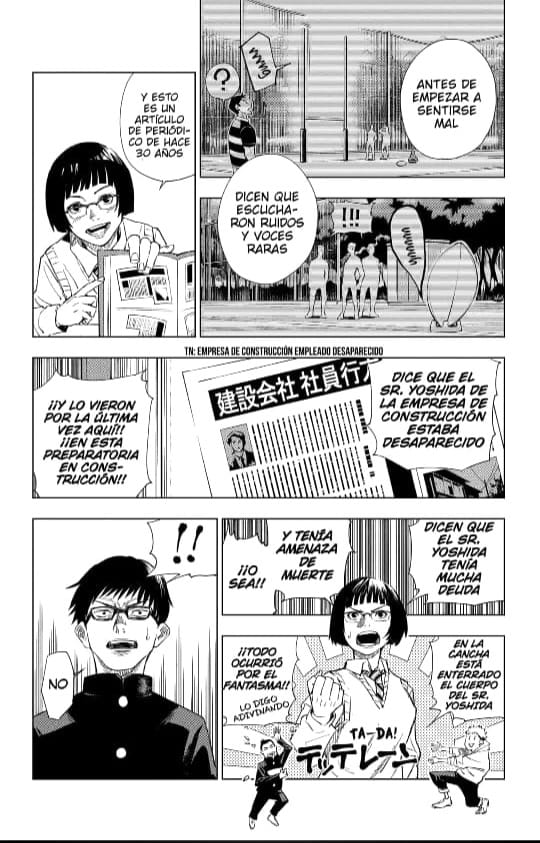 ANTES DE
EMPEZAR A
SENTIRSE
MAL
?
!!!
DICEN QUE
ESCUCHA-
RON RUIDOS
Y VOCES
RARAS
Y ESTO
ES UN
ARTÍCULO
DE PERIÓDI-
CO DE HACE
30 AÑOS
TN: EMPRESA DE CONSTRUCCIÓN EMPLEADO DESAPARECIDO
DICE QUE EL
SR. YOSHIDA DE
LA EMPRESA DE
CONSTRUCCIÓN
ESTABA
DESAPARECIDO
建設会社 社員行
¡¡Y LO VIERON
POR LA ÚLTIMA
VEZ AQUÍ!!
¡¡EN ESTA
PREPARATORIA
EN CONS-
TRUCCIÓN!!
DICEN QUE
EL SR.
YOSHIDA
TENÍA
MUCHA
DEUDA
Y TENÍA
AMENAZA
DE
MUERTE
¡¡O
SEA!!
EN LA
CANCHA
ESTÁ
ENTERRADO
EL CUERPO
DEL SR.
YOSHIDA
¡¡TODO
OCURRIÓ
POR EL
FANTASMA!!
LO DIGO
ADIVINANDO
TA-DA!
テッテレーン
!!
NO